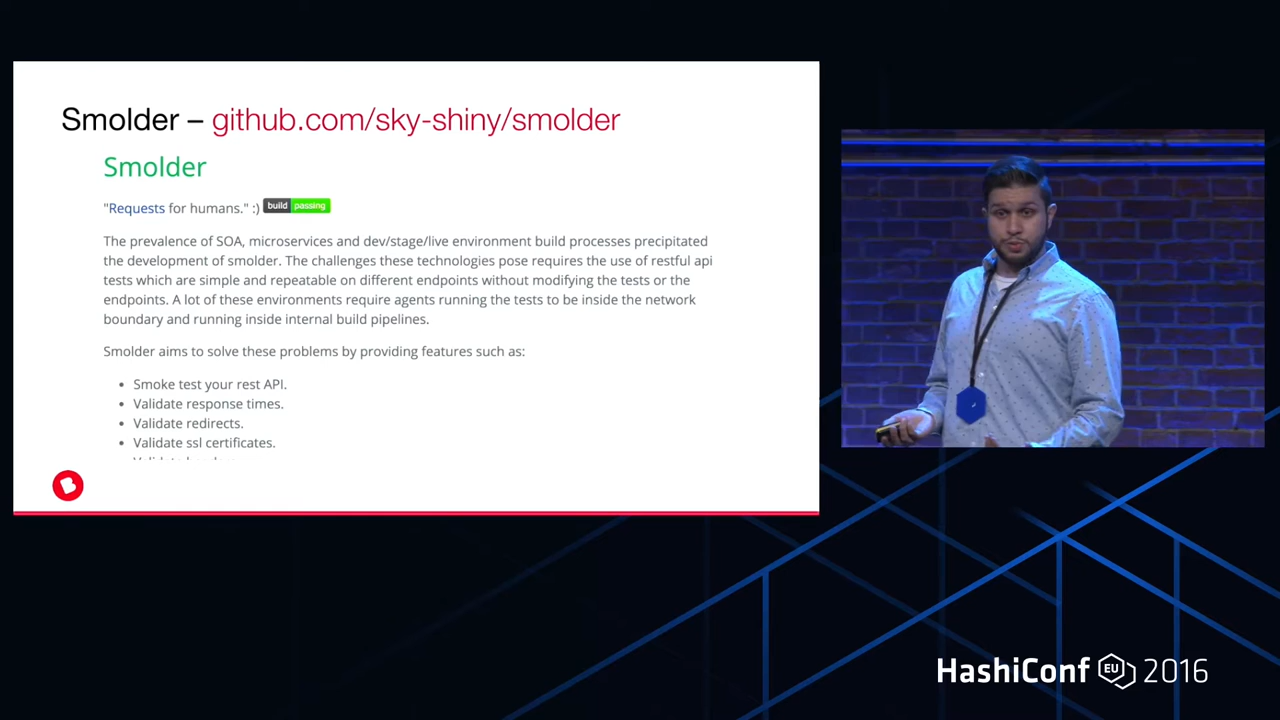 Smolder – github.com/sky-shiny/smolder
Smolder
"Requests for humans." :) build passing
The prevalence of SOA, microservices and dev/stage/live environment build processes precipitated
the development of smolder. The challenges these technologies pose requires the use of restful api
tests which are simple and repeatable on different endpoints without modifying the tests or the
endpoints. A lot of these environments require agents running the tests to be inside the network
boundary and running inside internal build pipelines.
Smolder aims to solve these problems by providing features such as:
• Smoke test your rest API.
• Validate response times.
• Validate redirects.
• Validate ssl certificates.
HashiConf EU 2016